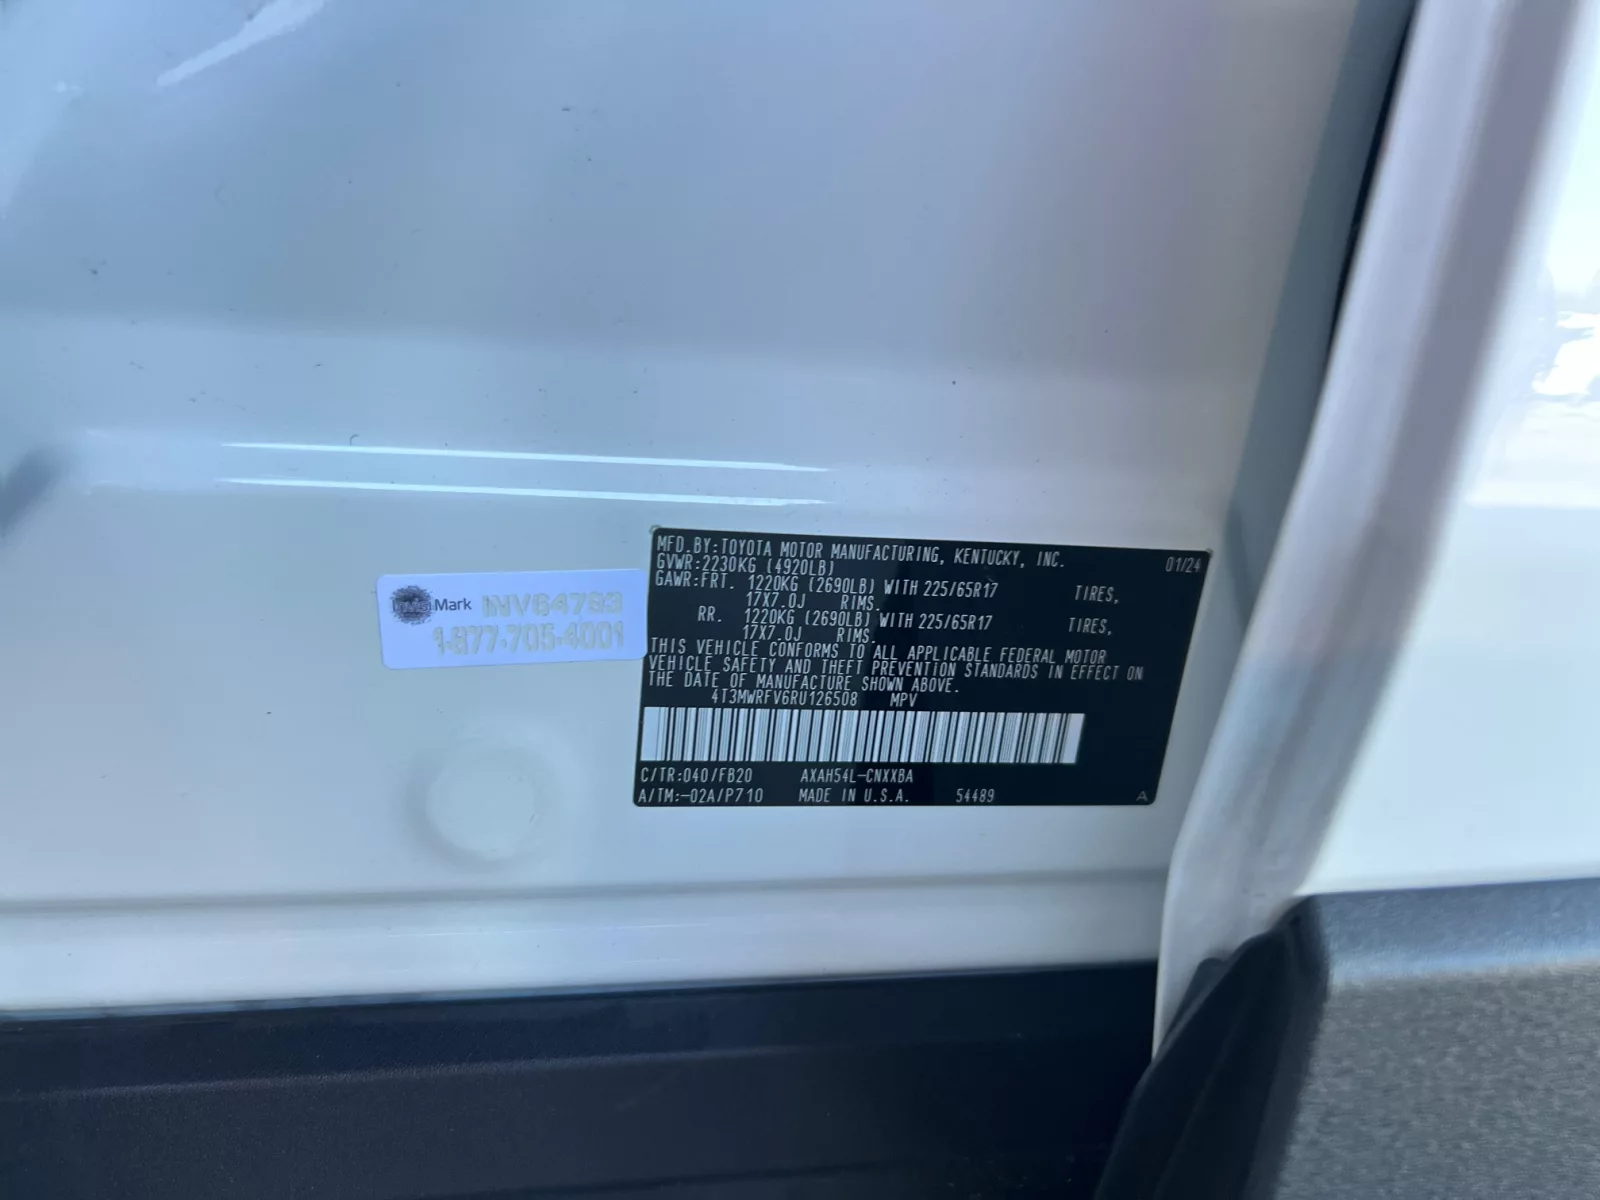 MFD.BY:TOYOTA MOTOR MANUFACTURING, KENTUCKY, INC. 01/24
GVWR:2230KG (4920LB)
GAWR:FRT. 1220KG (2690LB) WITH 225/65R17 TIRES,
17X7.0J RIMS.
RR. 1220KG (2690LB) WITH 225/65R17 TIRES,
17X7.0J RIMS.
THIS VEHICLE CONFORMS TO ALL APPLICABLE FEDERAL MOTOR
VEHICLE SAFETY AND THEFT PREVENTION STANDARDS IN EFFECT ON
THE DATE OF MANUFACTURE SHOWN ABOVE.
4T3MWRFV6RU126508 MPV
C/TR:040/FB20 AXAH54L-CNXXBA
A/TM:-02A/P710 MADE IN U.S.A. 54489 A
InvisiMark
1-877-705-4001